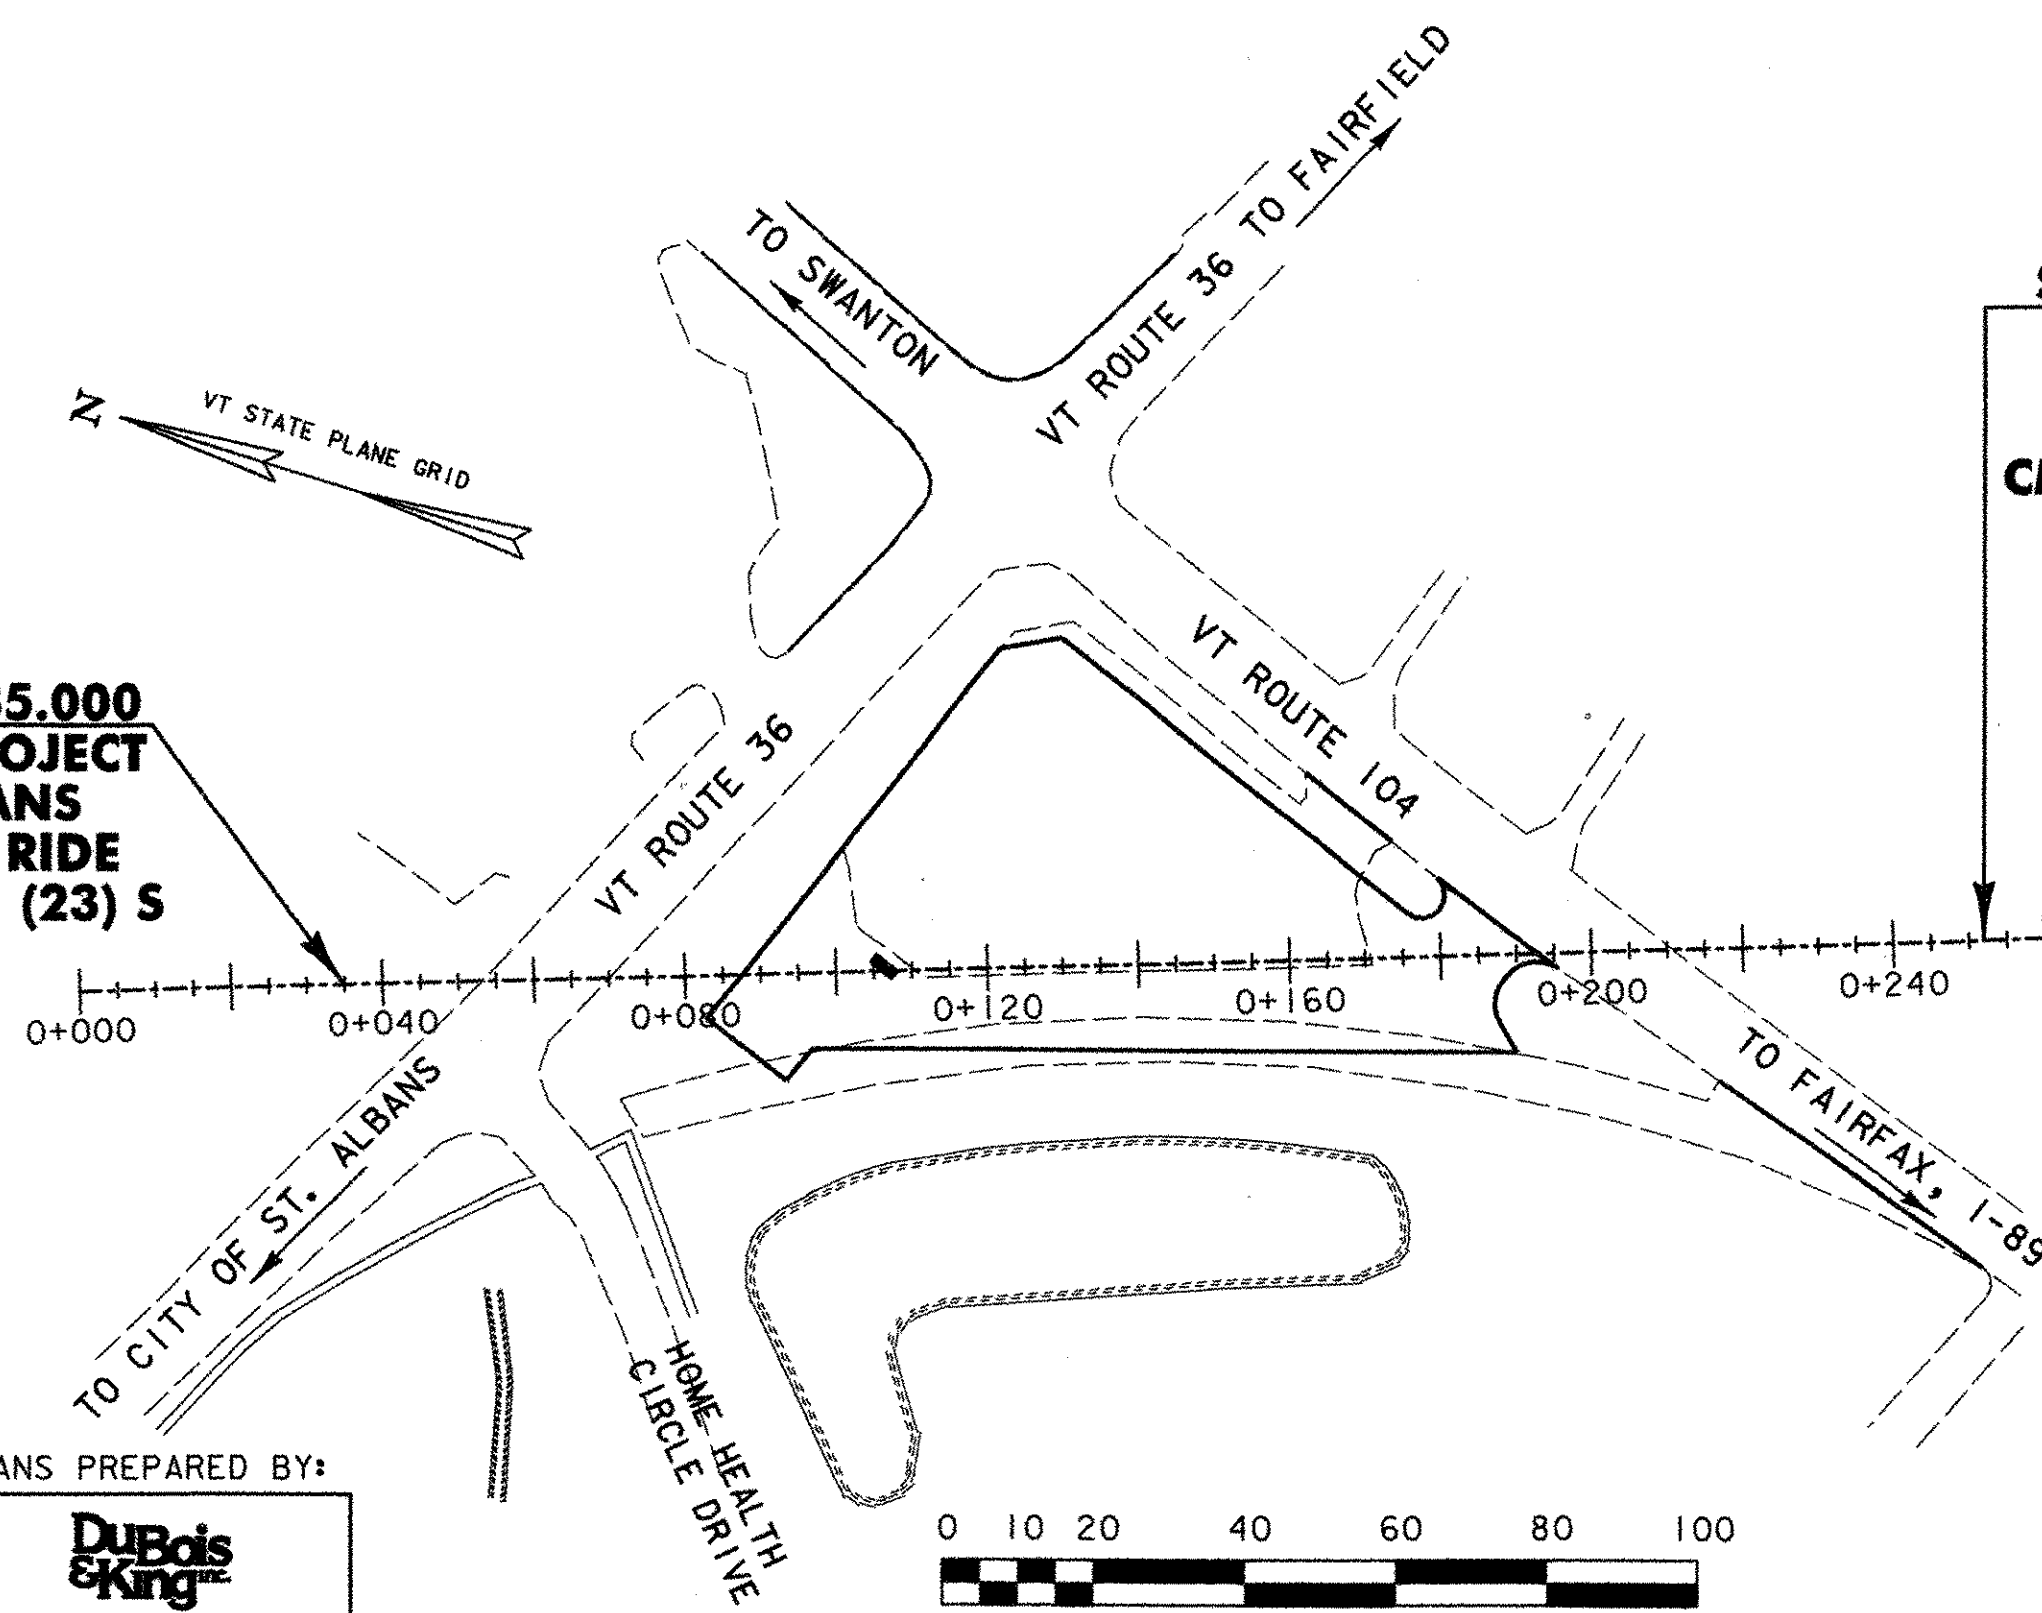 VT ROUTE 36 TO FAIRFIELD
TO SWANTON
N
VT STATE PLANE GRID
VT ROUTE 104
VT ROUTE 36
5.000
OJECT
ANS
RIDE
(23) S
0+000
0+040
0+080
0+120
0+160
0+200
0+240
TO FAIRFAX, I-89
TO CITY OF ST. ALBANS
HOME HEALTH
CIRCLE DRIVE
ANS PREPARED BY:
DuBois
&King inc.
0 10 20 40 60 80 100